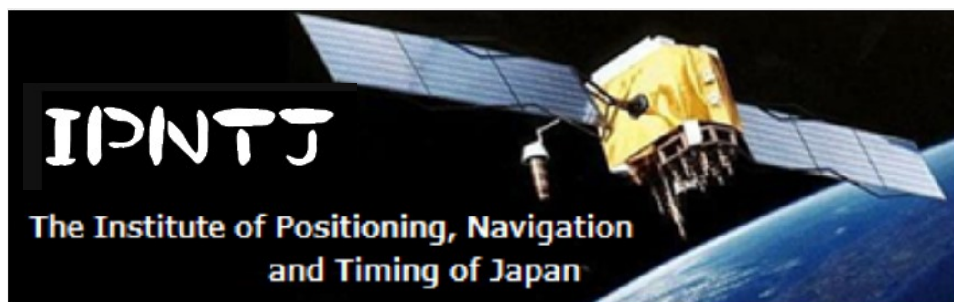 IPNTJ
The Institute of Positioning, Navigation
and Timing of Japan